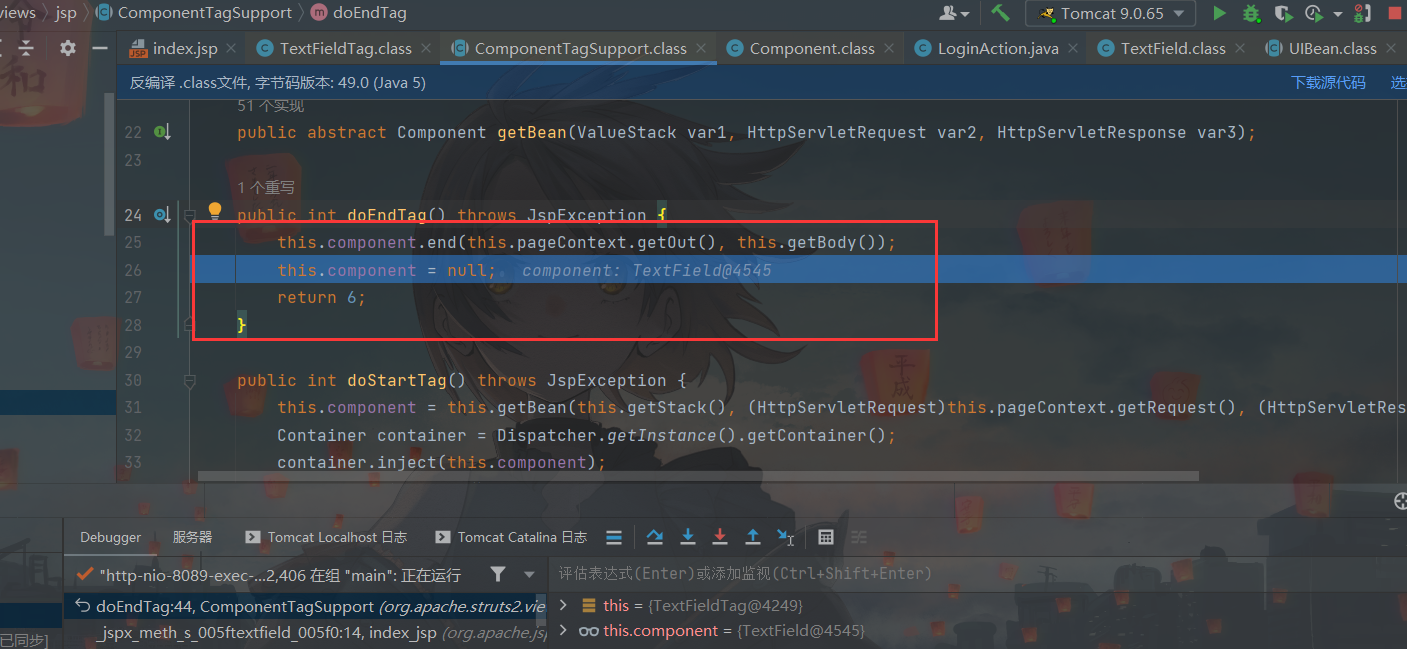 views jsp ComponentTagSupport doEndTag Tomcat 9.0.65
index.jsp TextFieldTag.class ComponentTagSupport.class Component.class LoginAction.java TextField.class UIBean.class
反编译 .class文件, 字节码版本: 49.0 (Java 5) 下载源代码 选
51 个实现
22 public abstract Component getBean(ValueStack var1, HttpServletRequest var2, HttpServletResponse var3);
23
1 个重写
24 public int doEndTag() throws JspException {
25 this.component.end(this.pageContext.getOut(), this.getBody());
26 this.component = null; component: TextField@4545
27 return 6;
28 }
29
30 public int doStartTag() throws JspException {
31 this.component = this.getBean(this.getStack(), (HttpServletRequest)this.pageContext.getRequest(), (HttpServletRes
32 Container container = Dispatcher.getInstance().getContainer();
33 container.inject(this.component);
Debugger 服务器 Tomcat Localhost 日志 Tomcat Catalina 日志
"http-nio-8089-exec-...2,406 在组 "main": 正在运行 评估表达式(Enter)或添加监视(Ctrl+Shift+Enter)
doEndTag:44, ComponentTagSupport (org.apache.struts2.vie this = {TextFieldTag@4249}
已同步] _jspx_meth_s_005ftextfield_005f0:14, index_jsp (org.apache.jsp this.component = {TextField@4545}